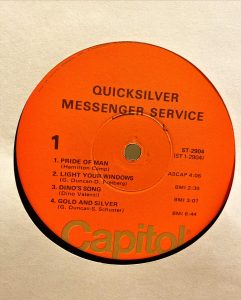 QUICKSILVER
MESSENGER SERVICE
1
ST-2904
(ST 1-2904)
1. PRIDE OF MAN
(Hamilton Camp) ASCAP 4:06
2. LIGHT YOUR WINDOWS
(G. Duncan-D. Freiberg) BMI 2:36
3. DINO'S SONG
(Dino Valenti) BMI 3:07
4. GOLD AND SILVER
(G. Duncan-S. Schuster) BMI 6:44
Capitol